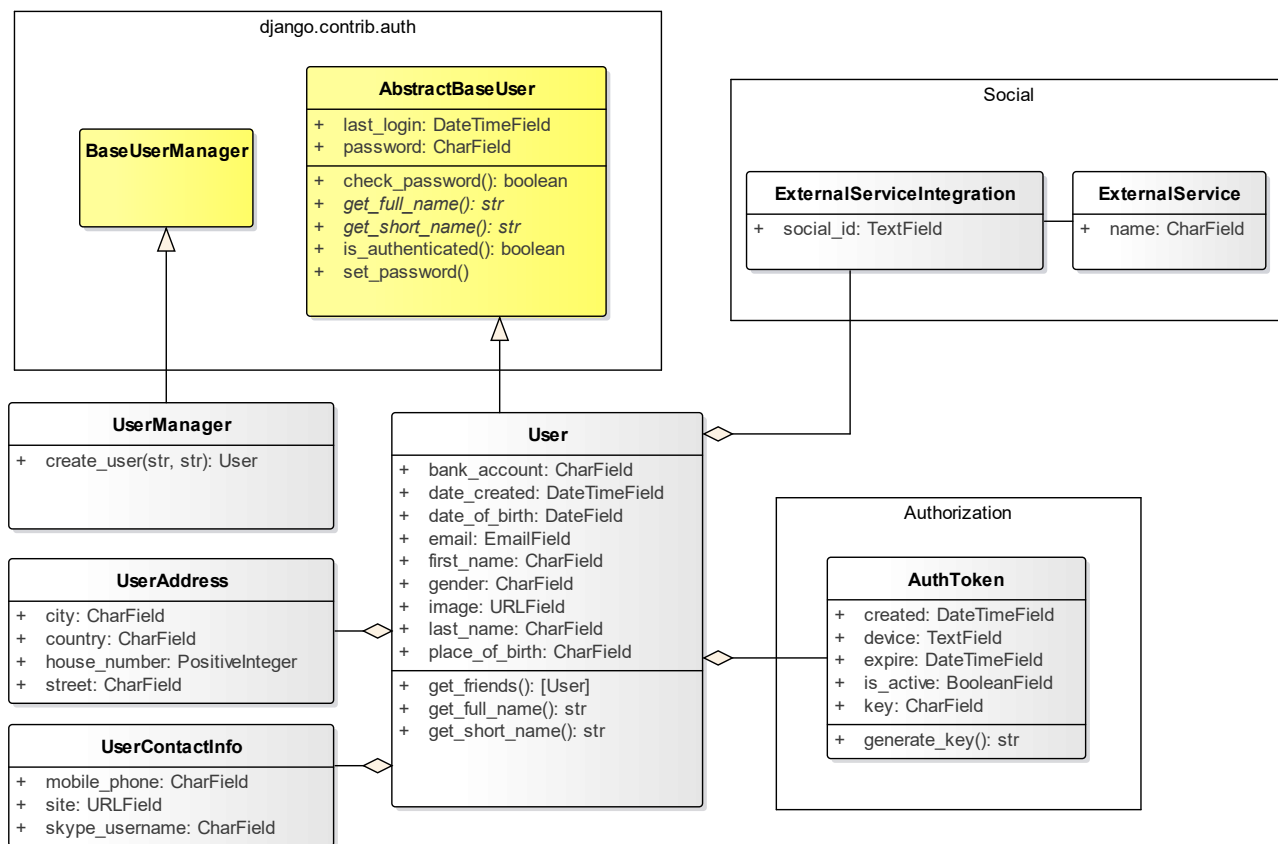 django.contrib.auth
BaseUserManager
AbstractBaseUser
+ last_login: DateTimeField
+ password: CharField
+ check_password(): boolean
+ get_full_name(): str
+ get_short_name(): str
+ is_authenticated(): boolean
+ set_password()
Social
ExternalServiceIntegration
+ social_id: TextField
ExternalService
+ name: CharField
UserManager
+ create_user(str, str): User
User
+ bank_account: CharField
+ date_created: DateTimeField
+ date_of_birth: DateField
+ email: EmailField
+ first_name: CharField
+ gender: CharField
+ image: URLField
+ last_name: CharField
+ place_of_birth: CharField
+ get_friends(): [User]
+ get_full_name(): str
+ get_short_name(): str
Authorization
AuthToken
+ created: DateTimeField
+ device: TextField
+ expire: DateTimeField
+ is_active: BooleanField
+ key: CharField
+ generate_key(): str
UserAddress
+ city: CharField
+ country: CharField
+ house_number: PositiveInteger
+ street: CharField
UserContactInfo
+ mobile_phone: CharField
+ site: URLField
+ skype_username: CharField